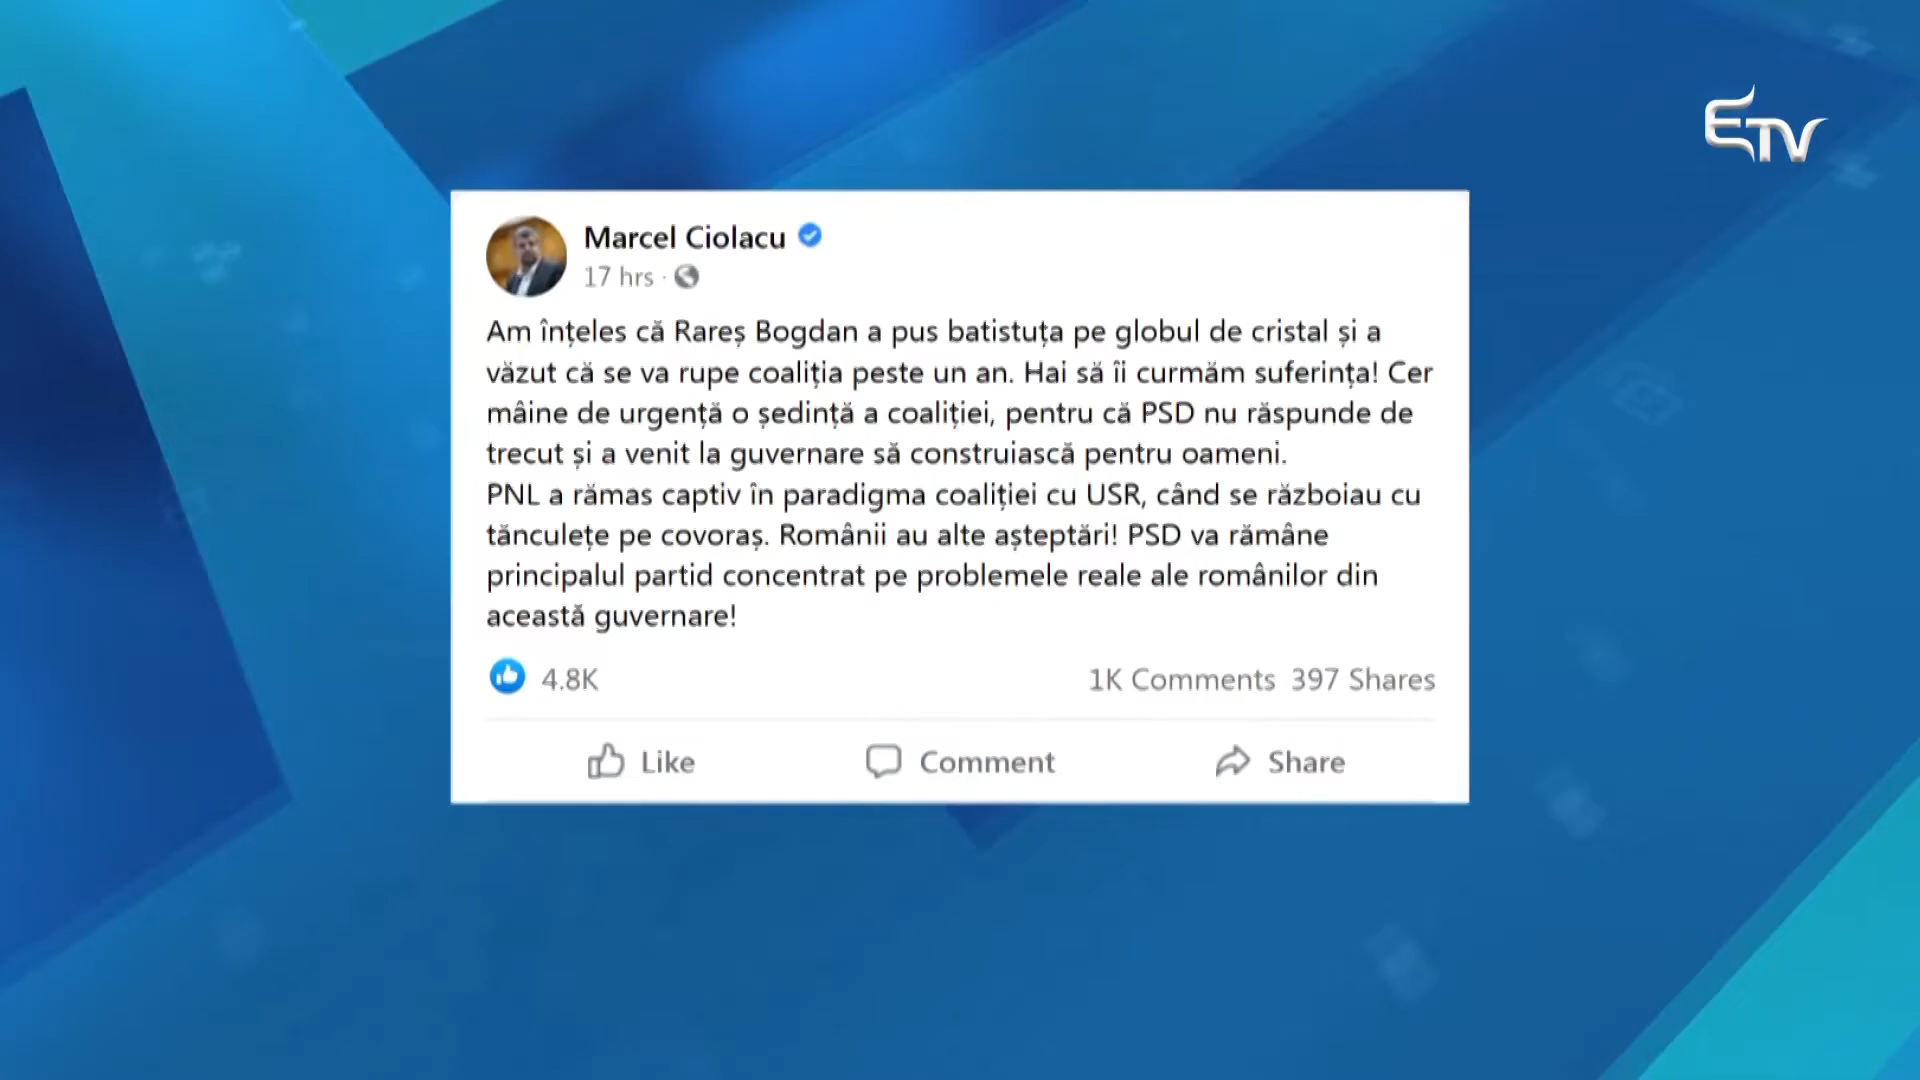 ETV
Marcel Ciolacu
17 hrs ·
Am înțeles că Rareș Bogdan a pus batistuța pe globul de cristal și a
văzut că se va rupe coaliția peste un an. Hai să îi curmăm suferința! Cer
mâine de urgență o ședință a coaliției, pentru că PSD nu răspunde de
trecut și a venit la guvernare să construiască pentru oameni.
PNL a rămas captiv în paradigma coaliției cu USR, când se războiau cu
tănculețe pe covoraș. Românii au alte așteptări! PSD va rămâne
principalul partid concentrat pe problemele reale ale românilor din
această guvernare!
4.8K
1K Comments 397 Shares
Like Comment Share